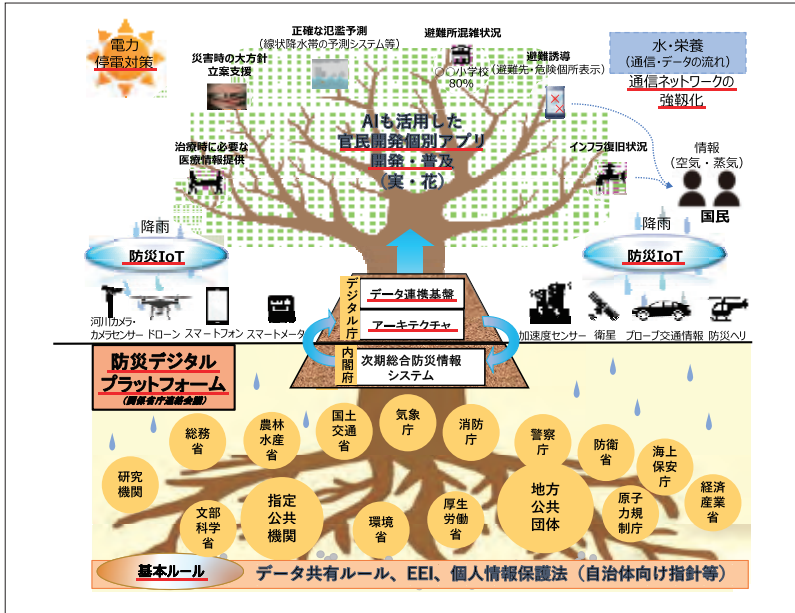 電力
停電対策
災害時の大方針
立案支援
正確な氾濫予測
(線状降水帯の予測システム等)
避難所混雑状況
○○小学校
80%
避難誘導
(避難先・危険個所表示)
水・栄養
(通信・データの流れ)
通信ネットワークの
強靱化
治療時に必要な
医療情報提供
AIも活用した
官民開発個別アプリ
開発・普及
(実・花)
インフラ復旧状況
情報
(空気・蒸気)
国民
降雨
防災IoT
降雨
防災IoT
河川カメラ・
カメラセンサー
ドローン
スマートフォン
スマートメータ
デジタル庁
データ連携基盤
アーキテクチャ
内閣府
次期総合防災情報
システム
加速度センサー
衛星
プローブ交通情報
防災ヘリ
防災デジタル
プラットフォーム
(関係省庁連絡会議)
研究
機関
総務
省
農林
水産
省
国土
交通
省
気象
庁
消防
庁
警察
庁
防衛
省
海上
保安
庁
経済
産業
省
文部
科学
省
指定
公共
機関
環境
省
厚生
労働
省
地方
公共
団体
原子
力規
制庁
基本ルール
データ共有ルール、EEI、個人情報保護法(自治体向け指針等)